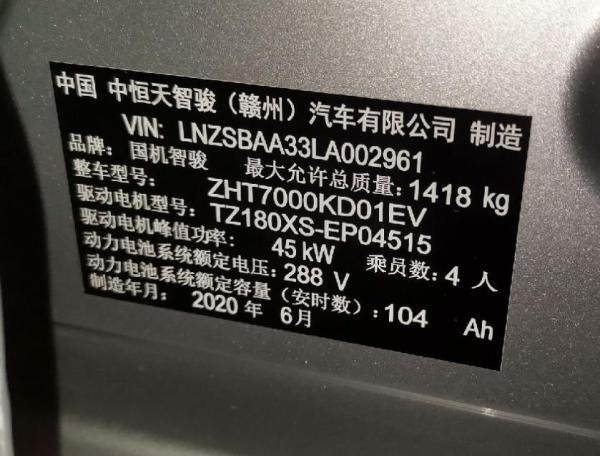 中国 中恒天智骏（赣州）汽车有限公司 制造
VIN: LNZSBAA33LA002961
品牌: 国机智骏 最大允许总质量: 1418 kg
整车型号: ZHT7000KD01EV
驱动电机型号: TZ180XS-EP04515
驱动电机峰值功率: 45 kW 乘员数: 4 人
动力电池系统额定电压: 288 V
动力电池系统额定容量（安时数）: 104 Ah
制造年月: 2020 年 6月